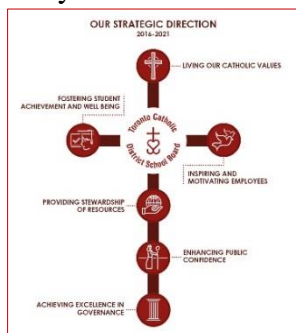 OUR STRATEGIC DIRECTION
2016-2021
LIVING OUR CATHOLIC VALUES
FOSTERING STUDENT
ACHIEVEMENT AND WELL BEING
Toronto Catholic
District School Board
INSPIRING AND
MOTIVATING EMPLOYEES
PROVIDING STEWARDSHIP
OF RESOURCES
ENHANCING PUBLIC
CONFIDENCE
ACHIEVING EXCELLENCE IN
GOVERNANCE